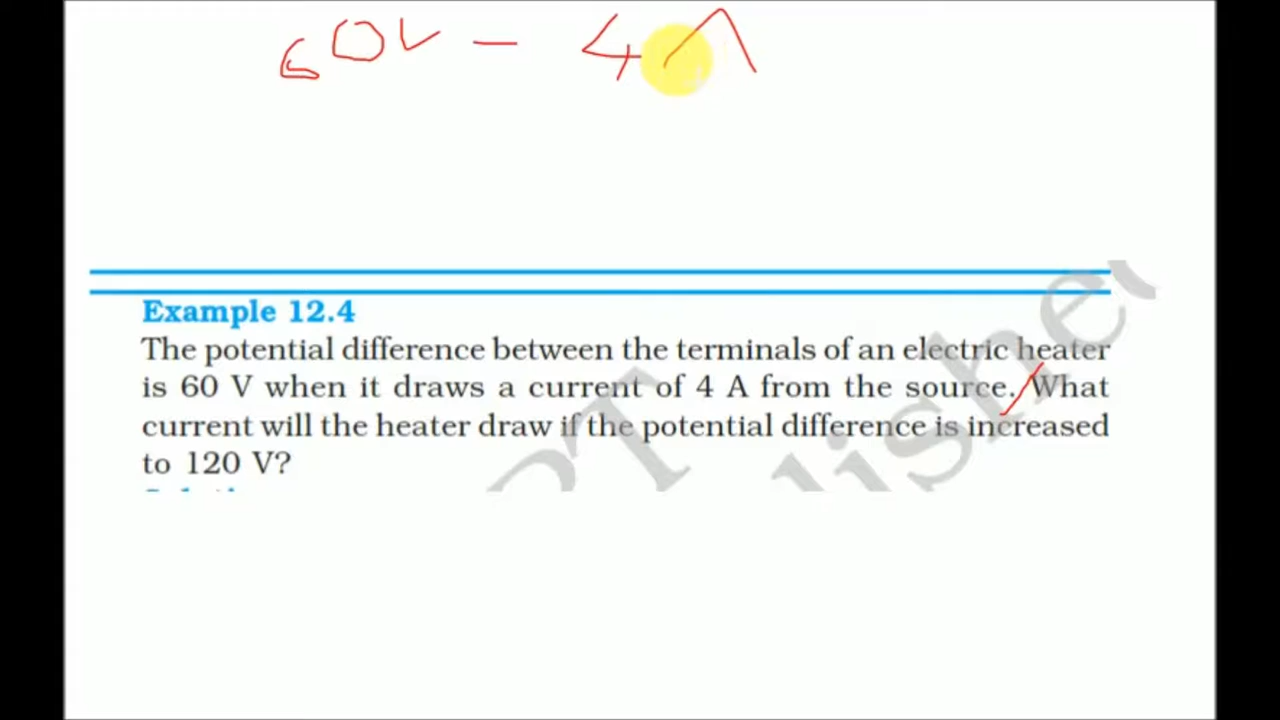 60V - 4A
Example 12.4
The potential difference between the terminals of an electric heater
is 60 V when it draws a current of 4 A from the source. What
current will the heater draw if the potential difference is increased
to 120 V?